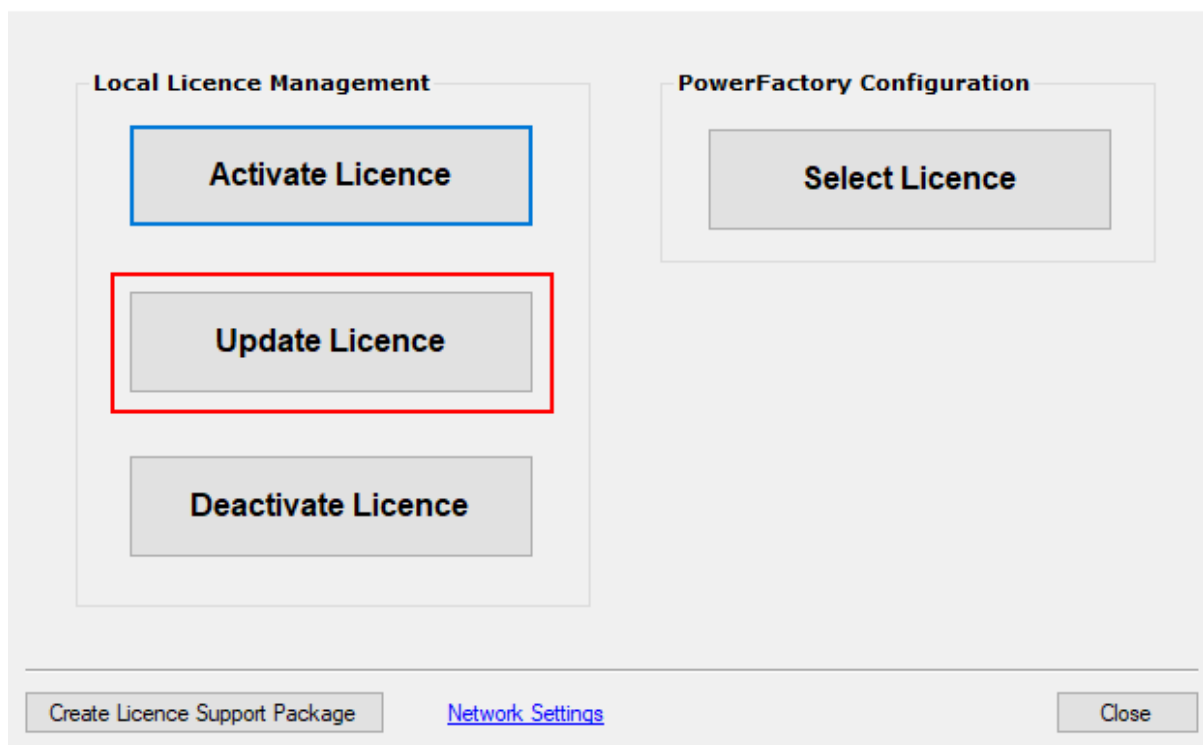 Local Licence Management
Activate Licence
Update Licence
Deactivate Licence
PowerFactory Configuration
Select Licence
Create Licence Support Package
Network Settings
Close